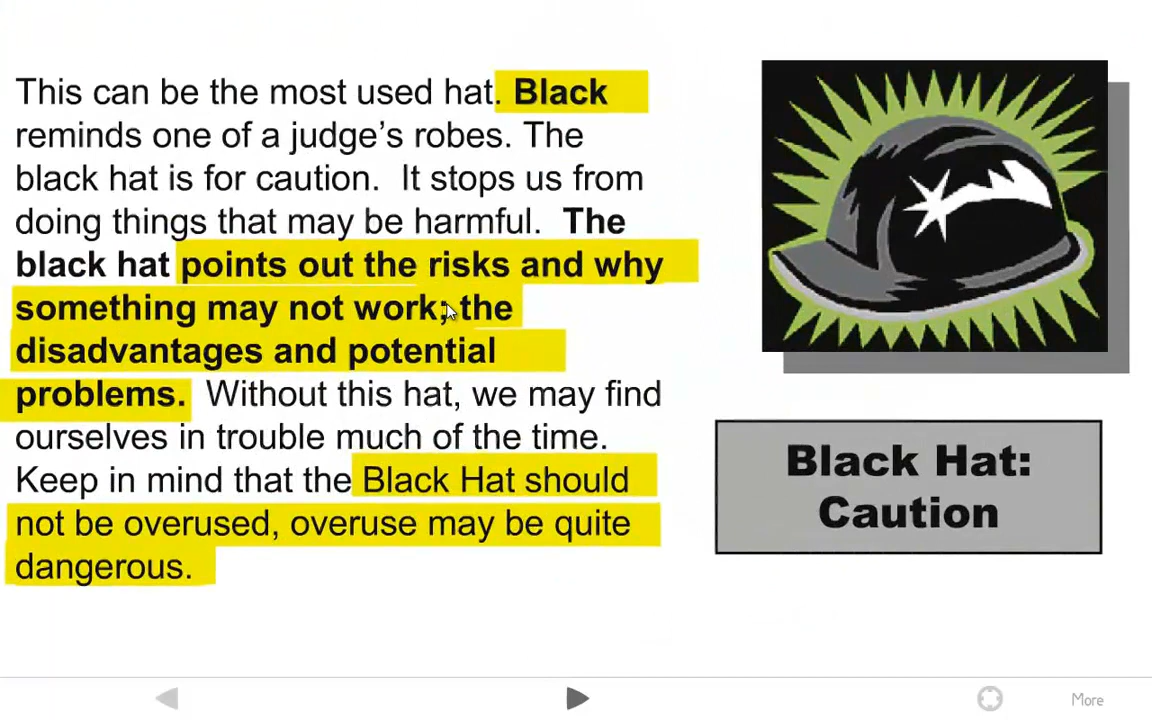 This can be the most used hat. Black
reminds one of a judge’s robes. The
black hat is for caution.  It stops us from
doing things that may be harmful.  The
black hat points out the risks and why
something may not work; the
disadvantages and potential
problems.  Without this hat, we may find
ourselves in trouble much of the time.
Keep in mind that the Black Hat should
not be overused, overuse may be quite
dangerous.
Black Hat:
Caution
More